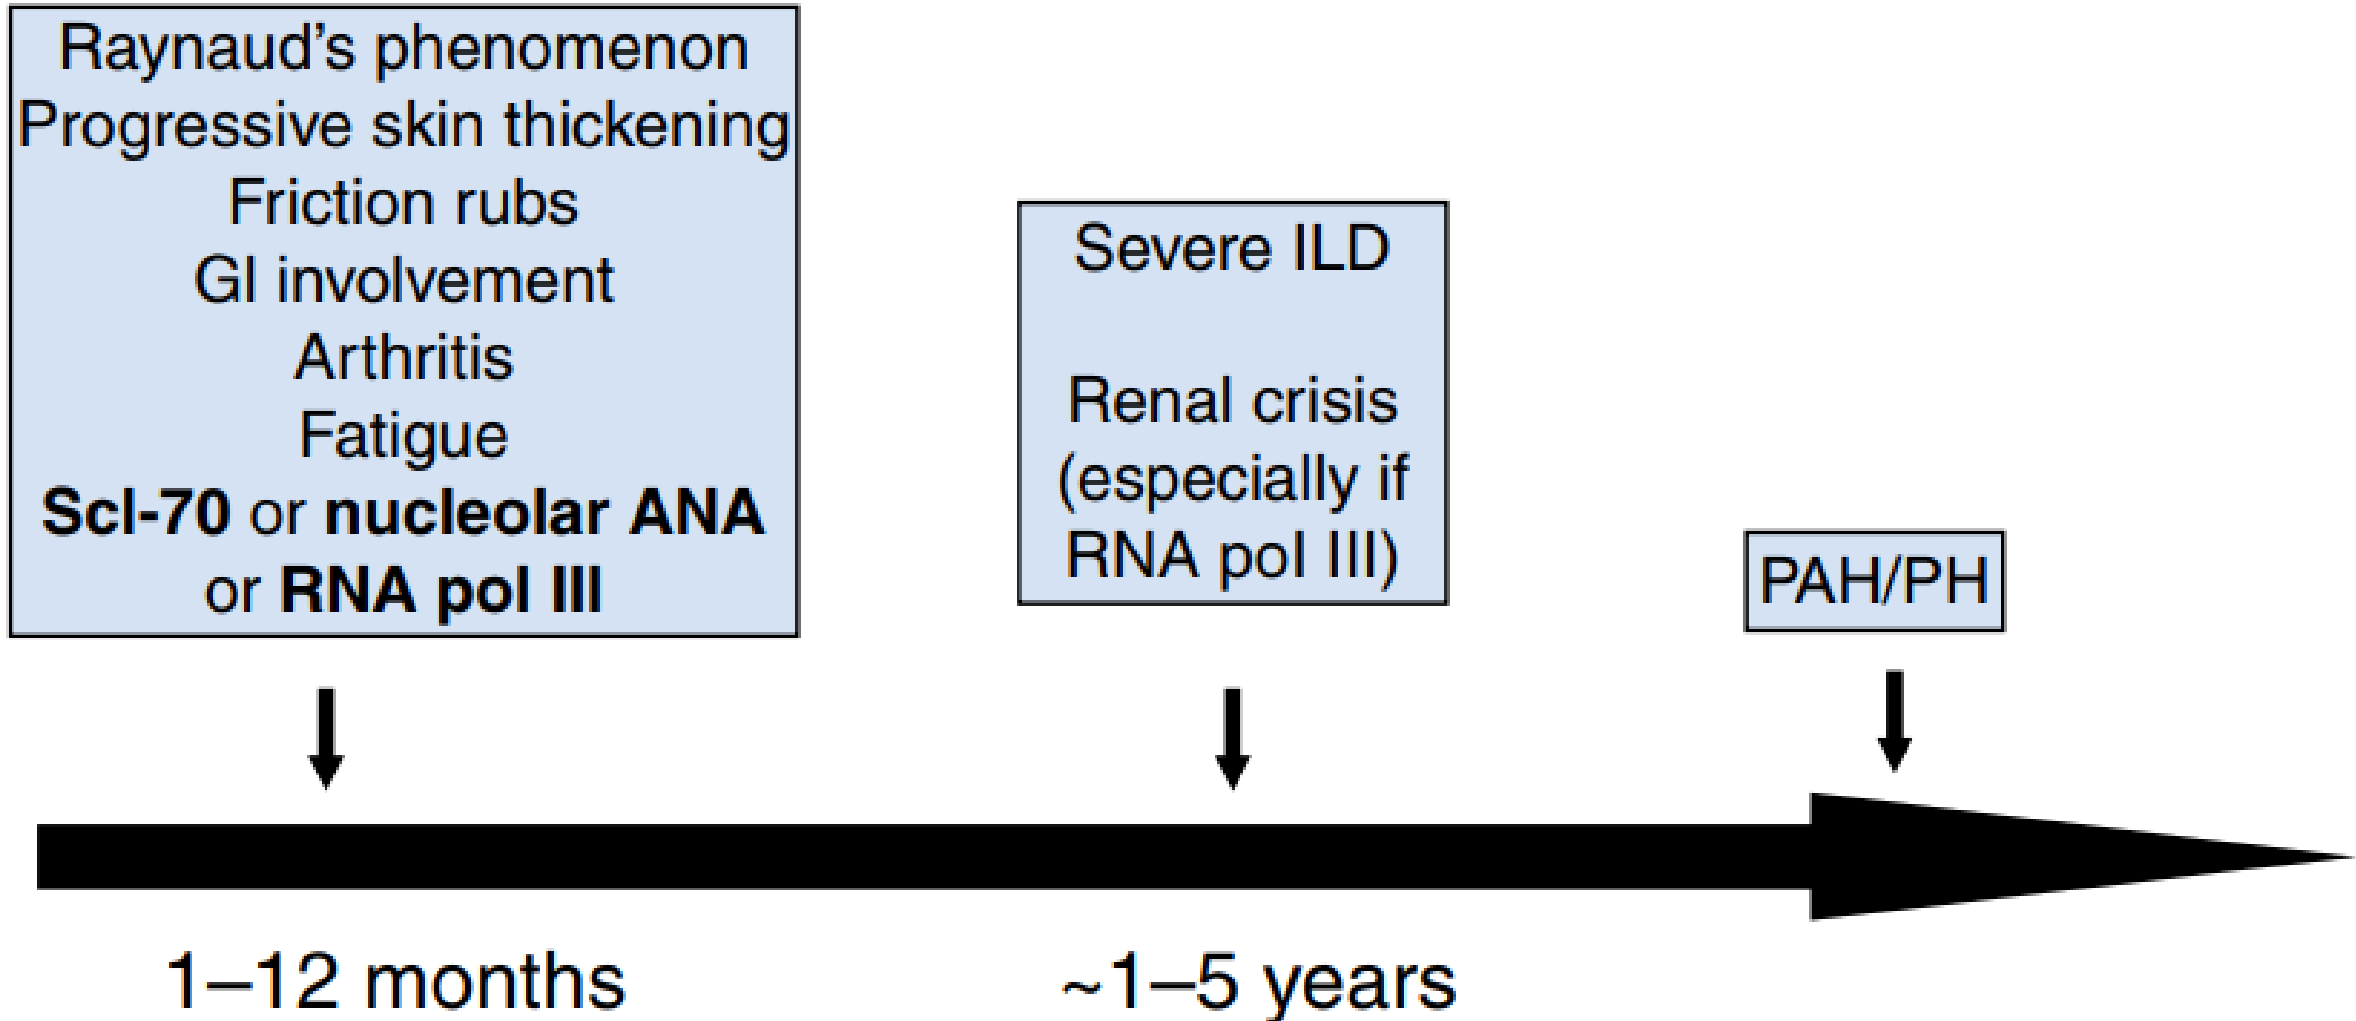 Raynaud’s phenomenon
Progressive skin thickening
Friction rubs
GI involvement
Arthritis
Fatigue
Scl-70 or nucleolar ANA
or RNA pol III
Severe ILD
Renal crisis
(especially if
RNA pol III)
PAH/PH
1–12 months
~1–5 years